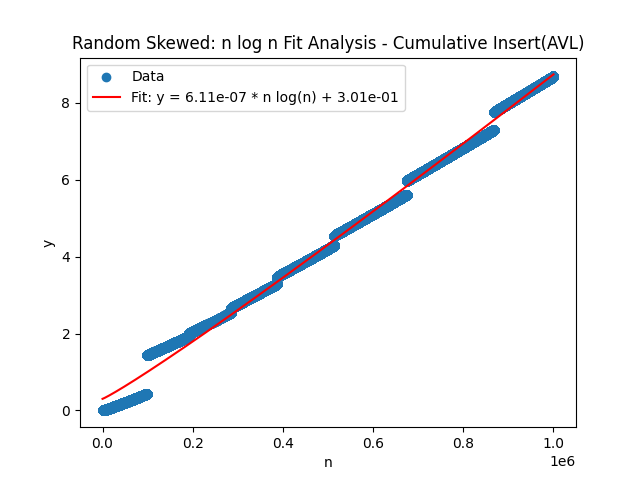 Random Skewed: n log n Fit Analysis - Cumulative Insert(AVL)
Data
Fit: y = 6.11e-07 * n log(n) + 3.01e-01
8
6
4
2
0
y
0.0 0.2 0.4 0.6 0.8 1.0
1e6
n